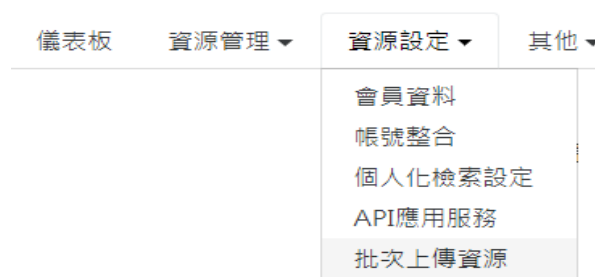 儀表板 資源管理 資源設定 其他
會員資料
帳號整合
個人化檢索設定
API應用服務
批次上傳資源